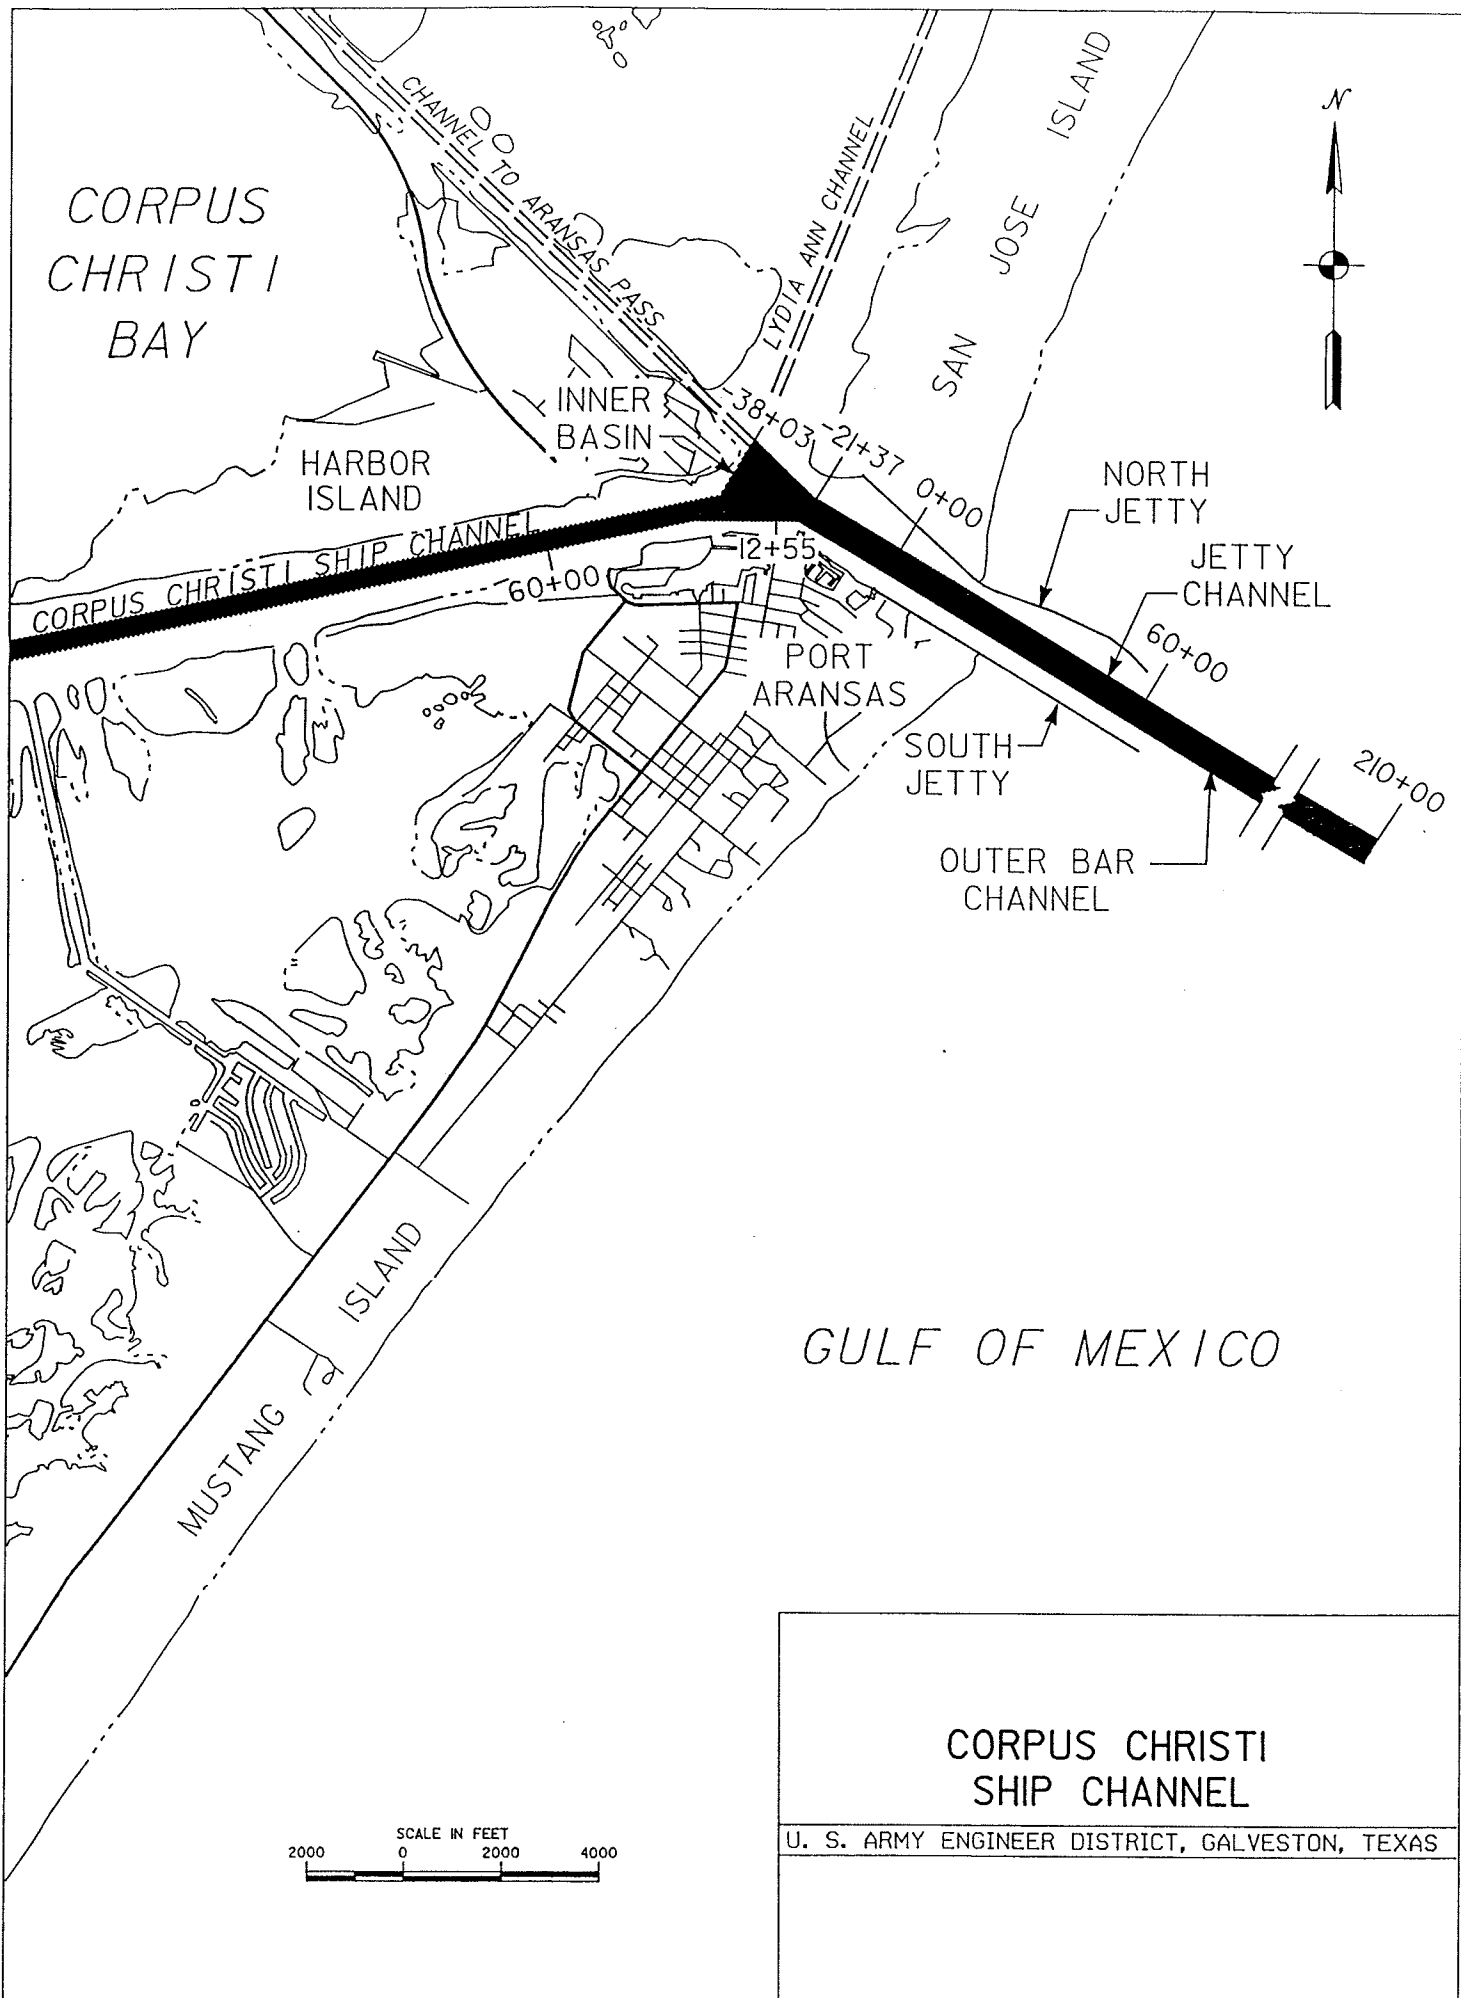 CORPUS
CHRISTI
BAY
CHANNEL TO ARANSAS PASS
LYDIA ANN CHANNEL
SAN JOSE ISLAND
N
INNER
BASIN
-38+03
-21+37
0+00
HARBOR
ISLAND
NORTH
JETTY
JETTY
CHANNEL
CORPUS CHRISTI SHIP CHANNEL
12+55
60+00
60+00
PORT
ARANSAS
SOUTH
JETTY
210+00
OUTER BAR
CHANNEL
MUSTANG ISLAND
GULF OF MEXICO
CORPUS CHRISTI
SHIP CHANNEL
U. S. ARMY ENGINEER DISTRICT, GALVESTON, TEXAS
SCALE IN FEET
2000 0 2000 4000